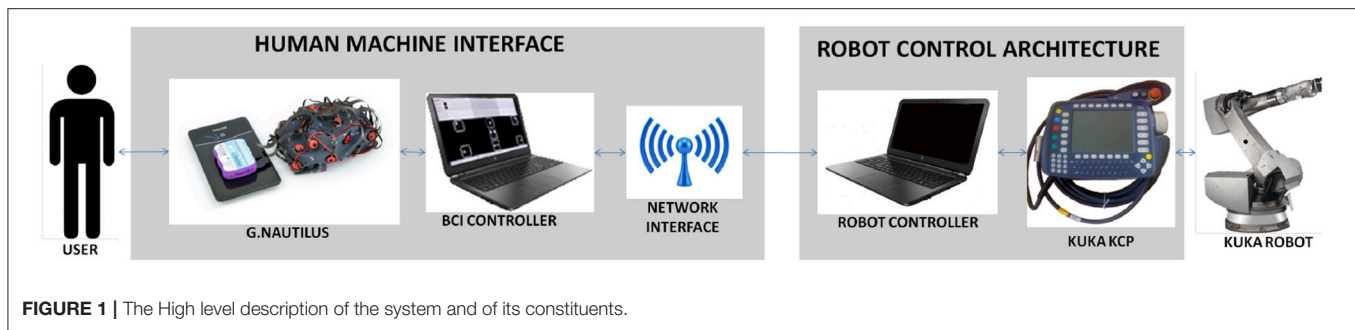 HUMAN MACHINE INTERFACE
ROBOT CONTROL ARCHITECTURE
USER
G.NAUTILUS
BCI CONTROLLER
NETWORK
INTERFACE
ROBOT CONTROLLER
KUKA KCP
KUKA ROBOT
FIGURE 1 | The High level description of the system and of its constituents.